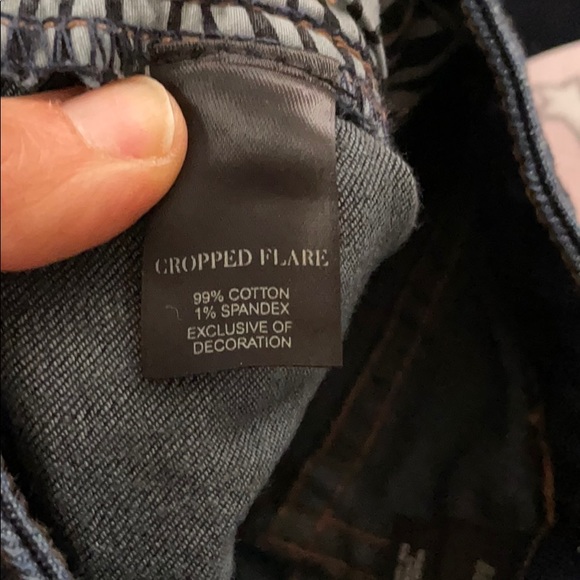 CROPPED FLARE
99% COTTON
1% SPANDEX
EXCLUSIVE OF
DECORATION